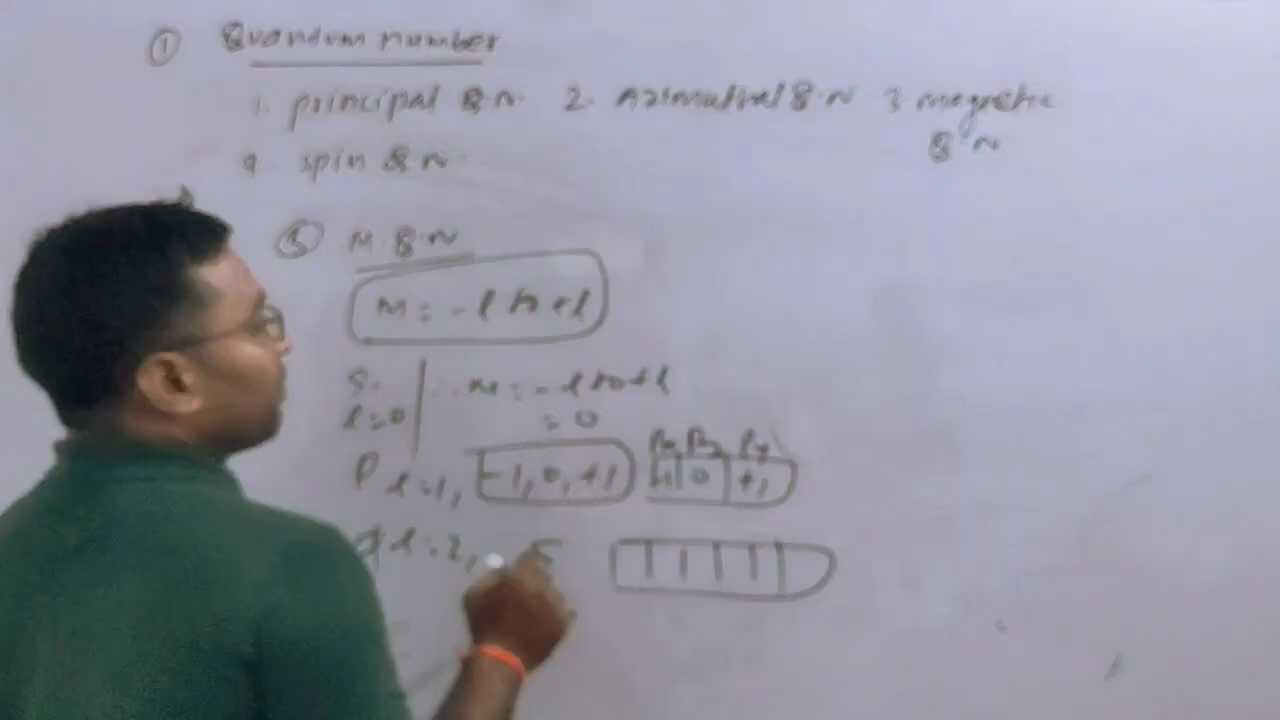 ① Quantum number
1. principal Q.N. 2. Azimuthal Q.N 3. magnetic
Q.N.
4. spin Q.N.
③ M.Q.N
m = -l to +l
S. m = -l to +l
l=0 = 0
Px Pz Py
P l=1, -1, 0, +1 -1 0 +1
d l=2, 5